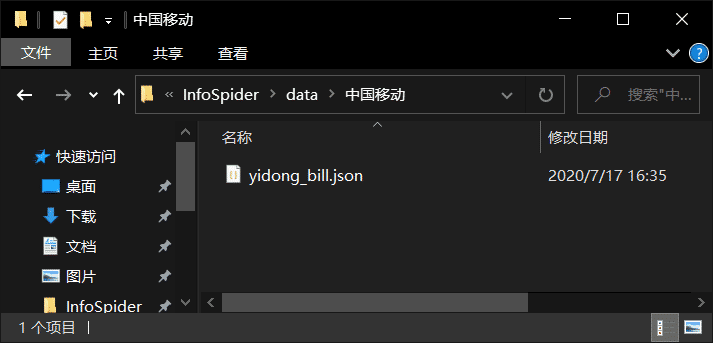 中国移动
文件 主页 共享 查看
« InfoSpider > data > 中国移动 搜索"中...
名称 修改日期
快速访问
yidong_bill.json 2020/7/17 16:35
桌面
下载
文档
图片
InfoSpider
1 个项目